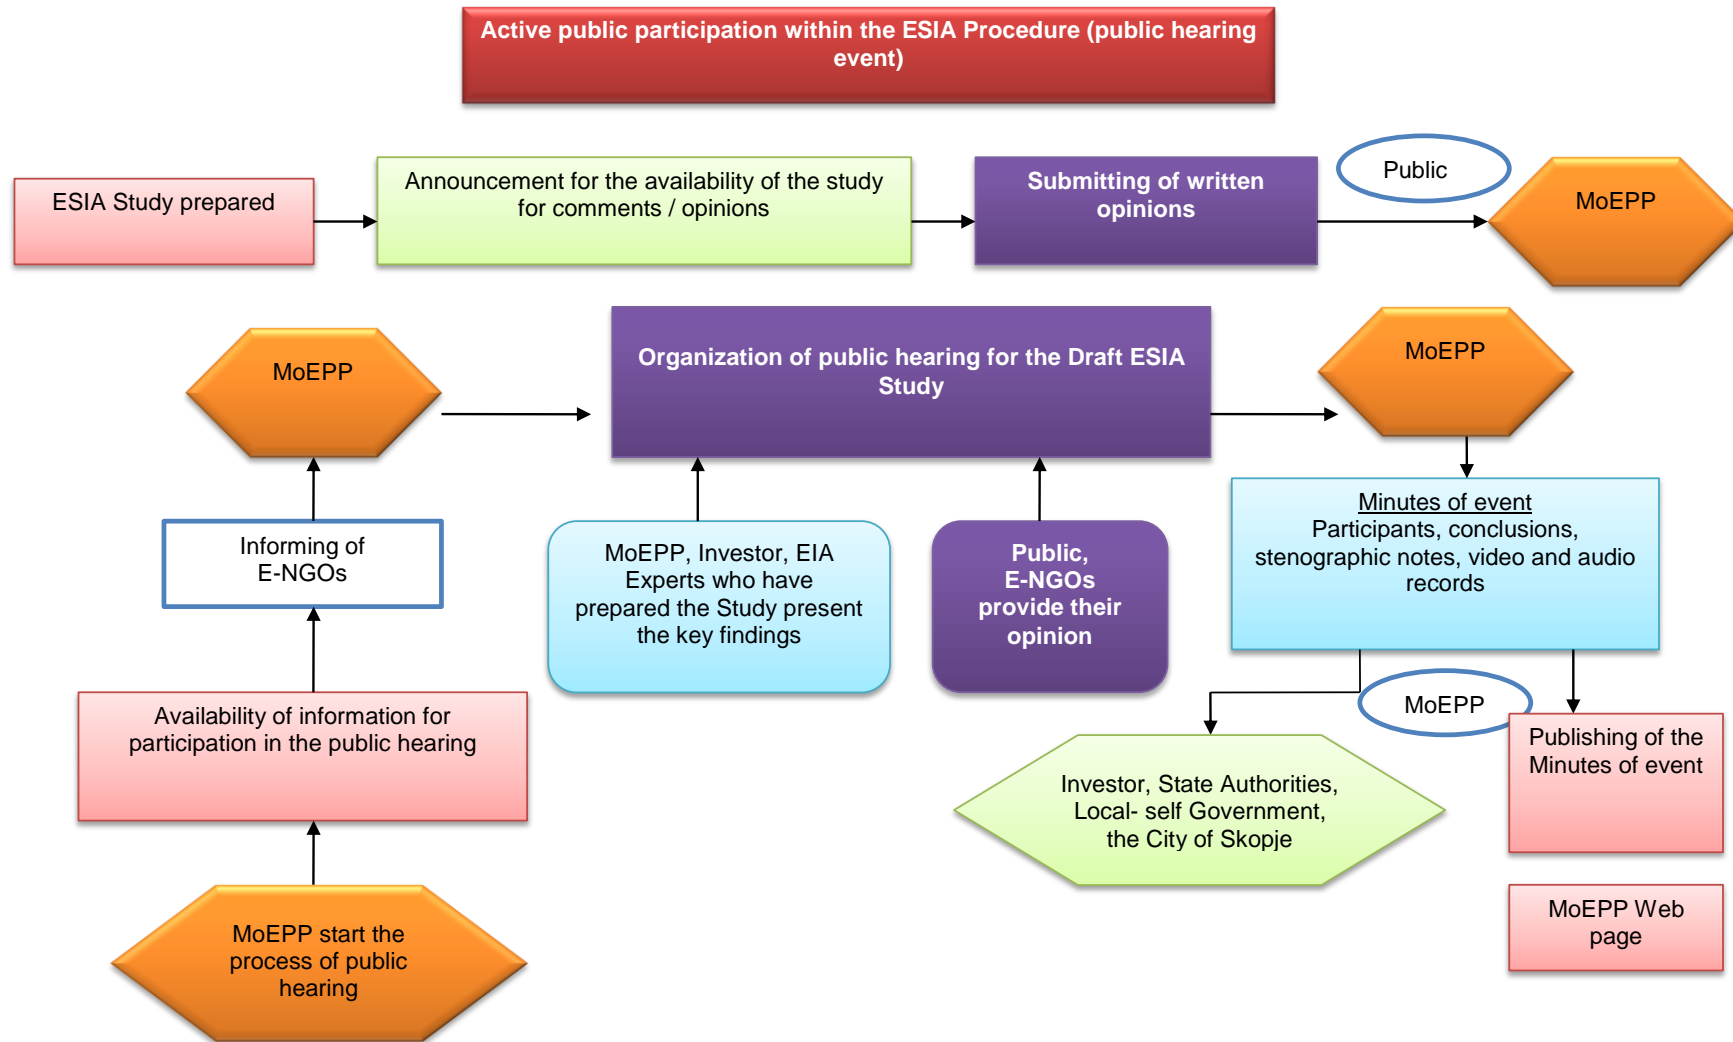 Active public participation within the ESIA Procedure (public hearing
event)
ESIA Study prepared
Announcement for the availability of the study
for comments / opinions
Submitting of written
opinions
Public
MoEPP
MoEPP
Organization of public hearing for the Draft ESIA
Study
MoEPP
Informing of
E-NGOs
MoEPP, Investor, EIA
Experts who have
prepared the Study present
the key findings
Public,
E-NGOs
provide their
opinion
Minutes of event
Participants, conclusions,
stenographic notes, video and audio
records
Availability of information for
participation in the public hearing
MoEPP
Investor, State Authorities,
Local- self Government,
the City of Skopje
Publishing of the
Minutes of event
MoEPP start the
process of public
hearing
MoEPP Web
page